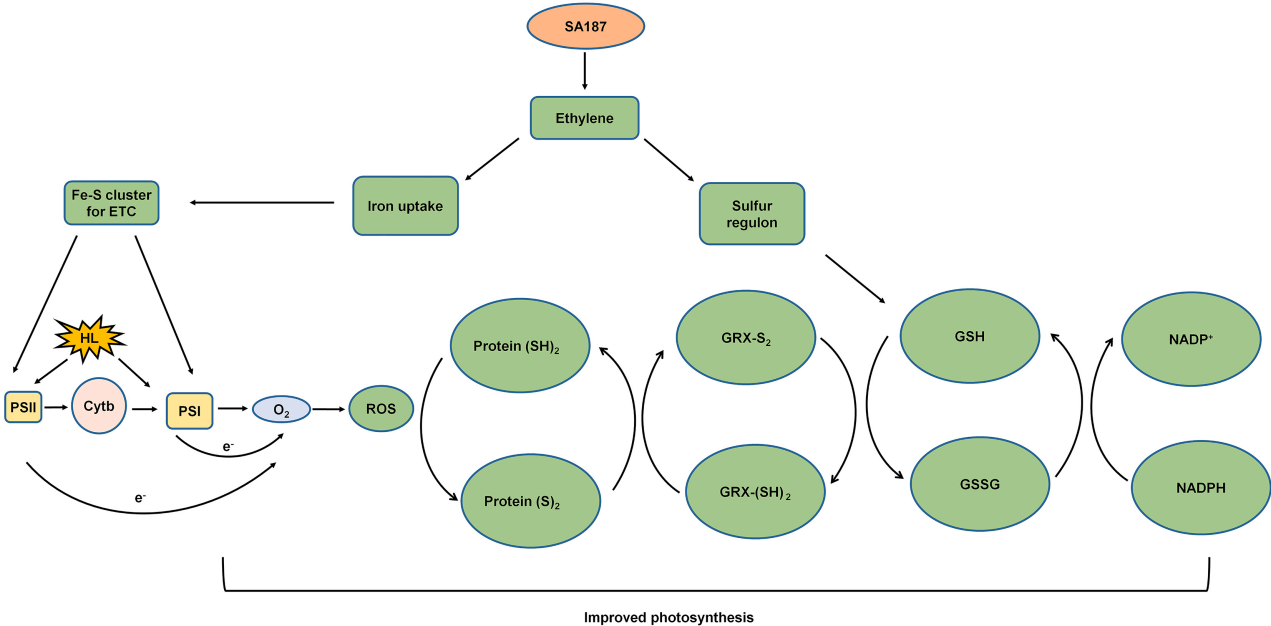 SA187
Ethylene
Fe-S cluster
for ETC
Iron uptake
Sulfur
regulon
HL
Protein (SH)₂
GRX-S₂
GSH
NADP⁺
PSII
Cytb
PSI
O₂
ROS
e⁻
e⁻
Protein (S)₂
GRX-(SH)₂
GSSG
NADPH
Improved photosynthesis